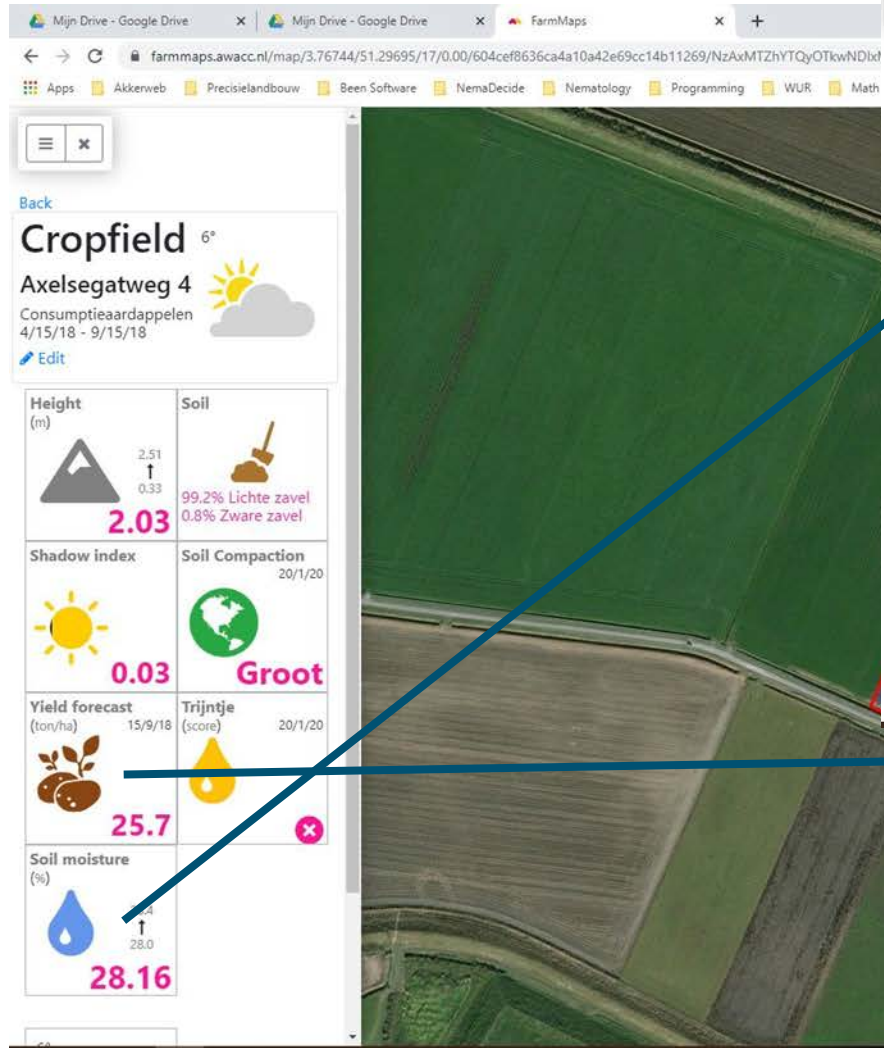 Mijn Drive - Google Drive × Mijn Drive - Google Drive × FarmMaps × +
farmmaps.awacc.nl/map/3.76744/51.29695/17/0.00/604cef8636ca4a10a42e69cc14b11269/
Apps Akkerweb Precisielandbouw Been Software NemaDecide Nematology Programming WUR Math
Back
Cropfield 6°
Axelsegatweg 4
Consumptieaardappelen
4/15/18 - 9/15/18
Edit
Height Soil
(m)
2.51
0.33
99.2% Lichte zavel
2.03 0.8% Zware zavel
Shadow index Soil Compaction
20/1/20
0.03 Groot
Yield forecast Trijntje
(ton/ha) 15/9/18 (score) 20/1/20
25.7
Soil moisture
(%)
28.0
28.16